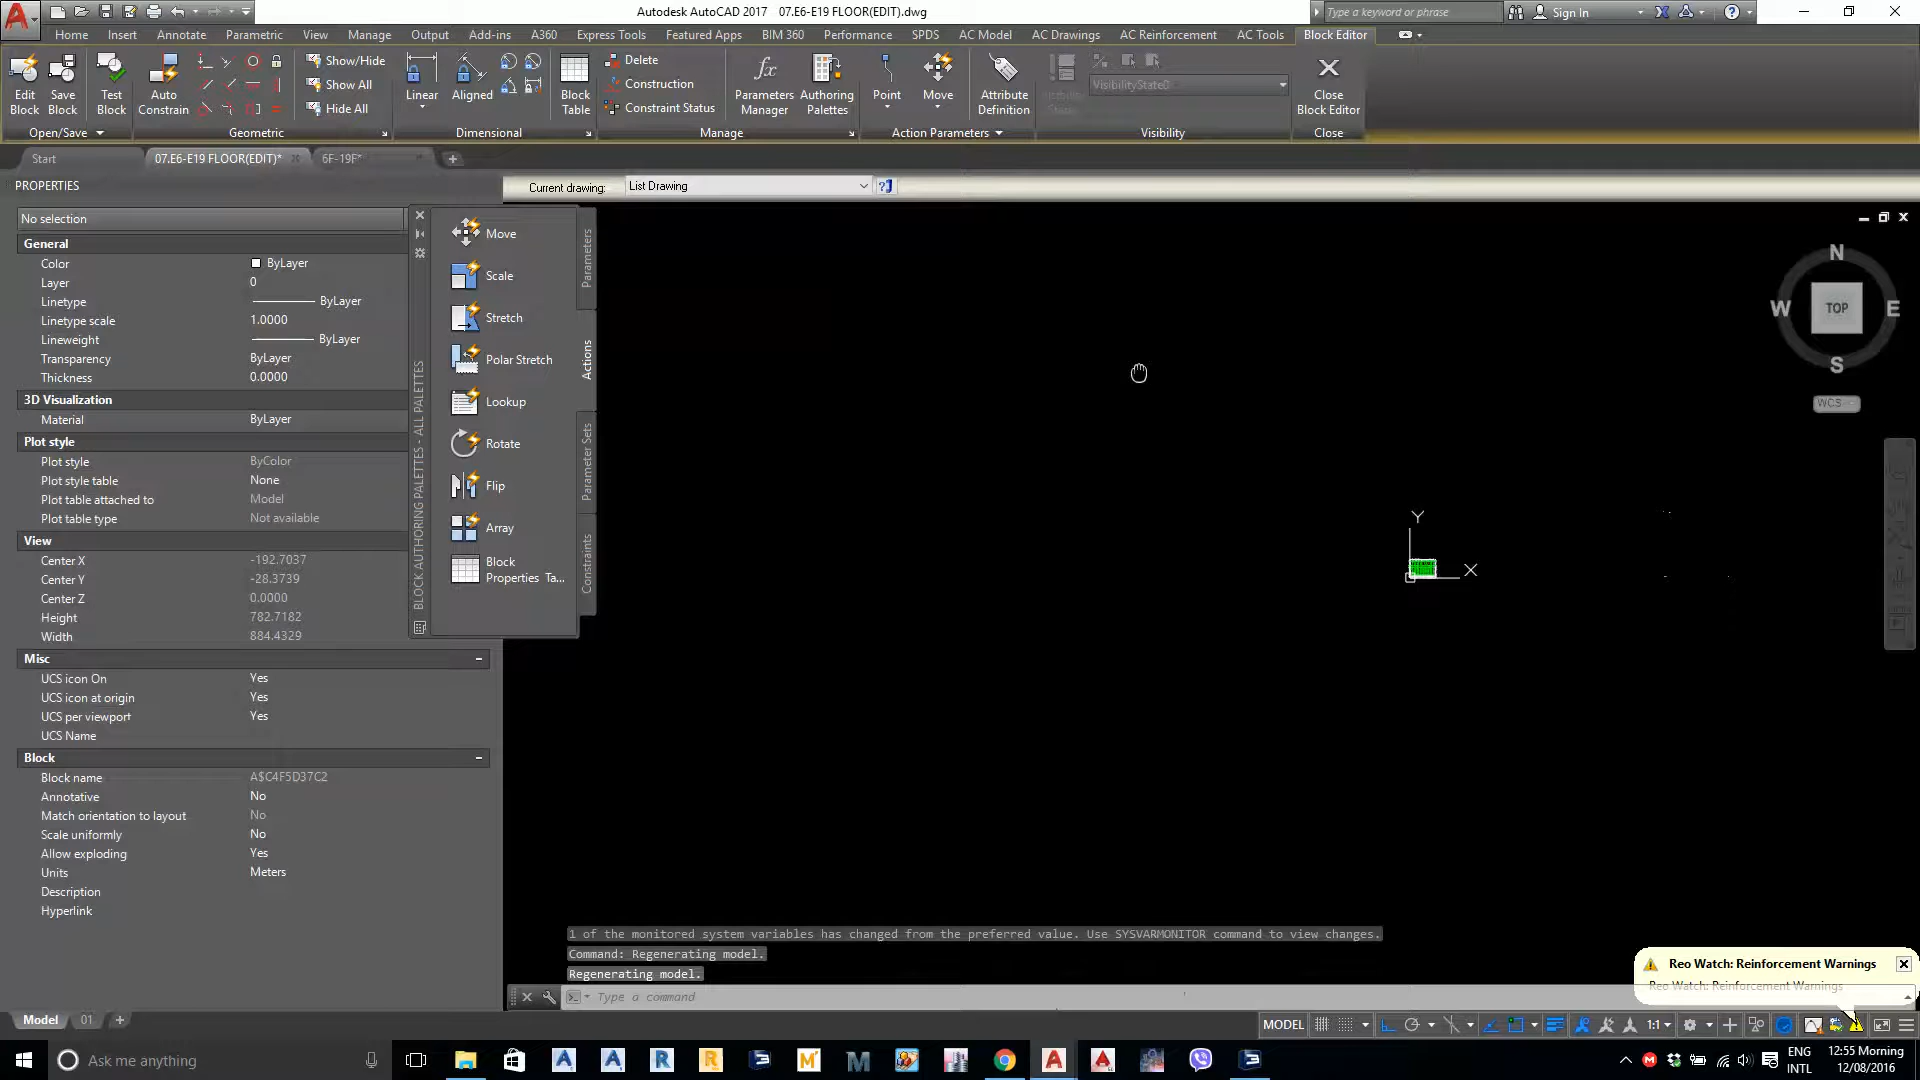 Autodesk AutoCAD 2017   07.E6-E19 FLOOR(EDIT).dwg
Type a keyword or phrase
Sign In
Home Insert Annotate Parametric View Manage Output Add-ins A360 Express Tools Featured Apps BIM 360 Performance SPDS AC Model AC Drawings AC Reinforcement AC Tools Block Editor
Edit Block
Save Block
Test Block
Auto Constrain
Show/Hide
Show All
Hide All
Linear
Aligned
Block Table
Delete
Construction
Constraint Status
Parameters Manager
Authoring Palettes
Point
Move
Attribute Definition
VisibilityState0
Close Block Editor
Open/Save
Geometric
Dimensional
Manage
Action Parameters
Visibility
Close
Start
07.E6-E19 FLOOR(EDIT)*
6F-19F*
PROPERTIES
Current drawing:
List Drawing
No selection
General
Color ByLayer
Layer 0
Linetype ByLayer
Linetype scale 1.0000
Lineweight ByLayer
Transparency ByLayer
Thickness 0.0000
3D Visualization
Material ByLayer
Plot style
Plot style ByColor
Plot style table None
Plot table attached to Model
Plot table type Not available
View
Center X -192.7037
Center Y -28.3739
Center Z 0.0000
Height 782.7182
Width 884.4329
Misc
UCS icon On Yes
UCS icon at origin Yes
UCS per viewport Yes
UCS Name
Block
Block name A$C4F5D37C2
Annotative No
Match orientation to layout No
Scale uniformly No
Allow exploding Yes
Units Meters
Description
Hyperlink
Move
Scale
Stretch
Polar Stretch
Lookup
Rotate
Flip
Array
Block
Properties Ta...
BLOCK AUTHORING PALETTES - ALL PALETTES
Parameters
Actions
Parameter Sets
Constraints
N
W
TOP
E
S
WCS
Y
X
1 of the monitored system variables has changed from the preferred value. Use SYSVARMONITOR command to view changes.
Command: Regenerating model.
Regenerating model.
Type a command
Reo Watch: Reinforcement Warnings
Reo Watch: Reinforcement Warnings
Model
01
MODEL
1:1
Ask me anything
ENG
INTL
12:55 Morning
12/08/2016